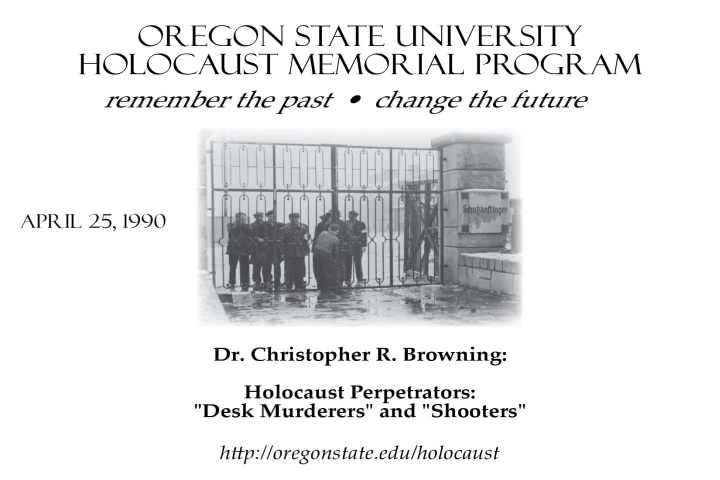 OREGON STATE UNIVERSITY
HOLOCAUST MEMORIAL PROGRAM
remember the past • change the future
APRIL 25, 1990
Dr. Christopher R. Browning:
Holocaust Perpetrators:
"Desk Murderers" and "Shooters"
http://oregonstate.edu/holocaust